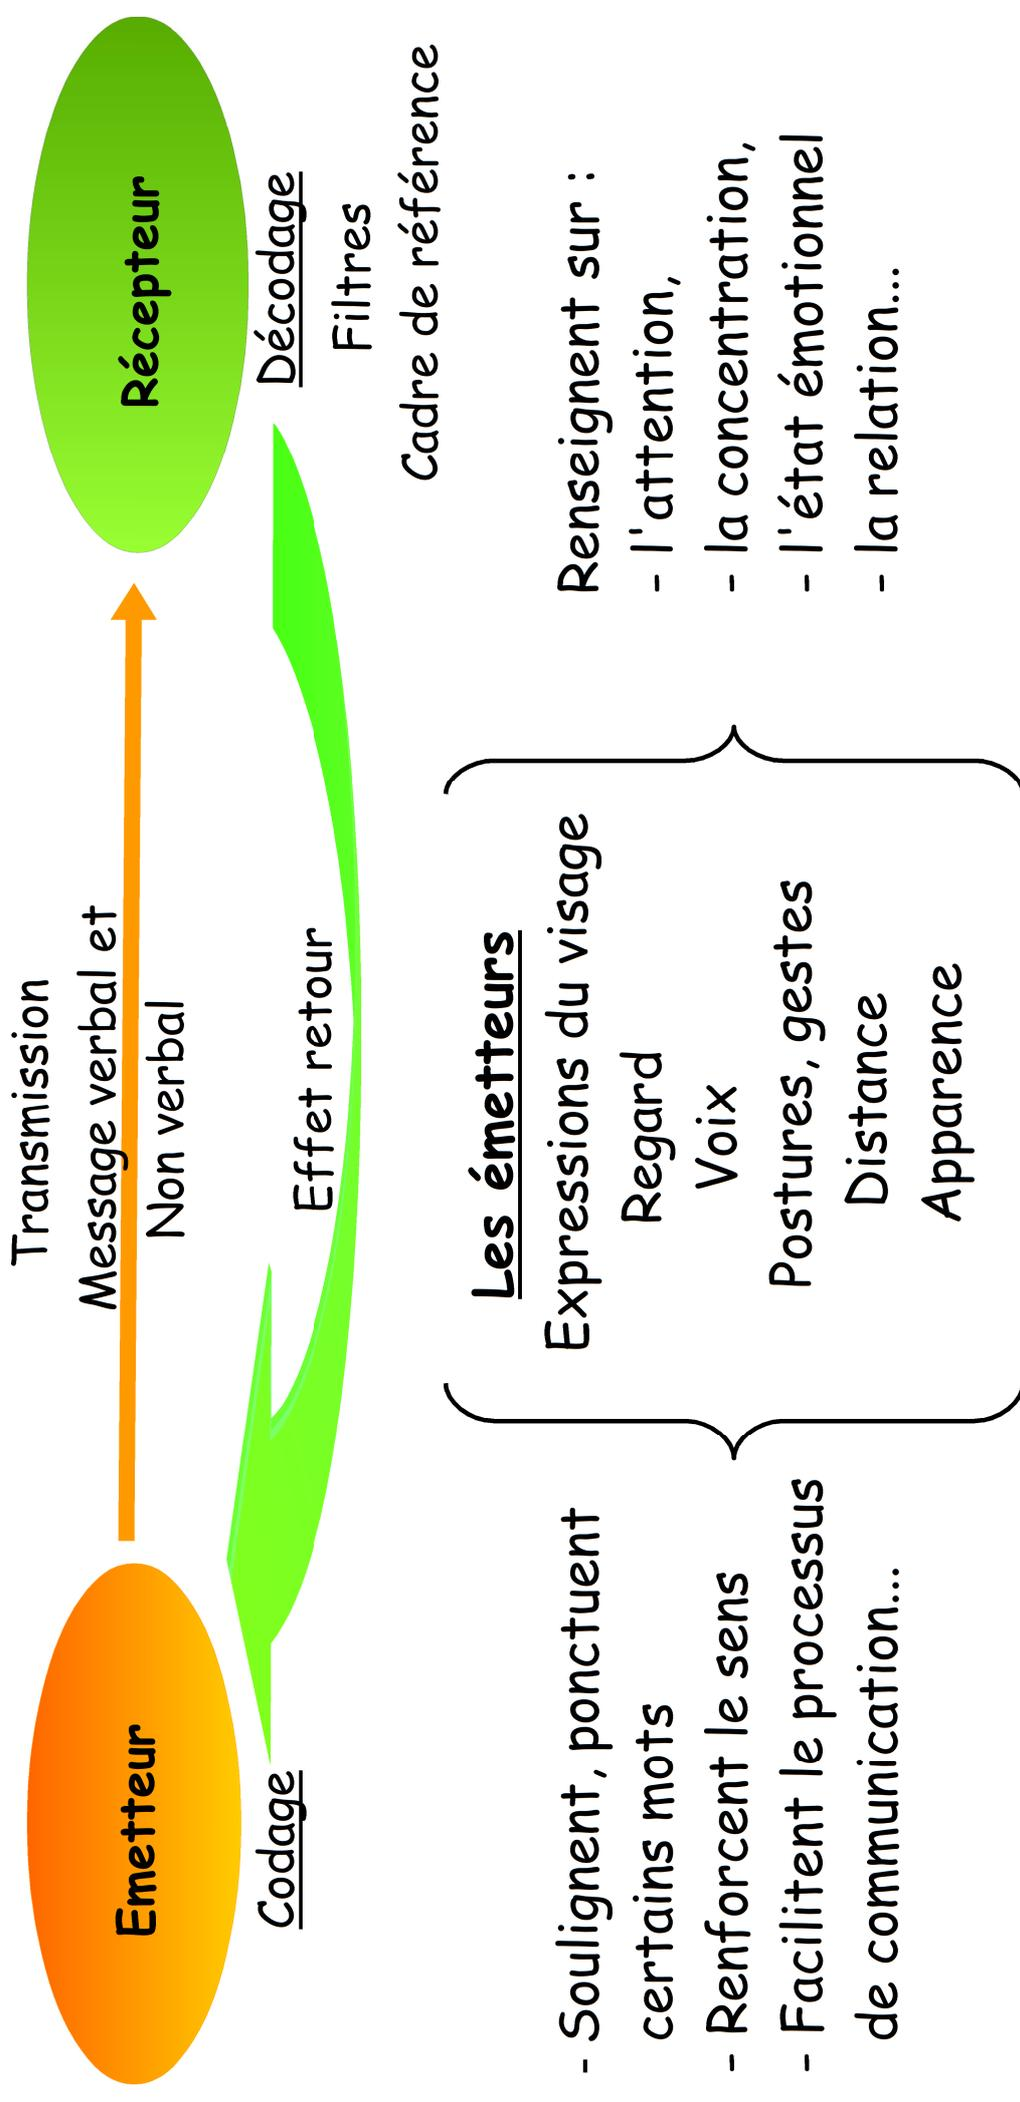 Transmission
Message verbal et
Non verbal
Emetteur
Récepteur
Effet retour
Codage
Décodage
Filtres
Cadre de référence
- Soulignent, ponctuent
certains mots
- Renforcent le sens
- Facilitent le processus
de communication...
Les émetteurs
Expressions du visage
Regard
Voix
Postures, gestes
Distance
Apparence
Renseignent sur :
- l'attention,
- la concentration,
- l'état émotionnel
- la relation...